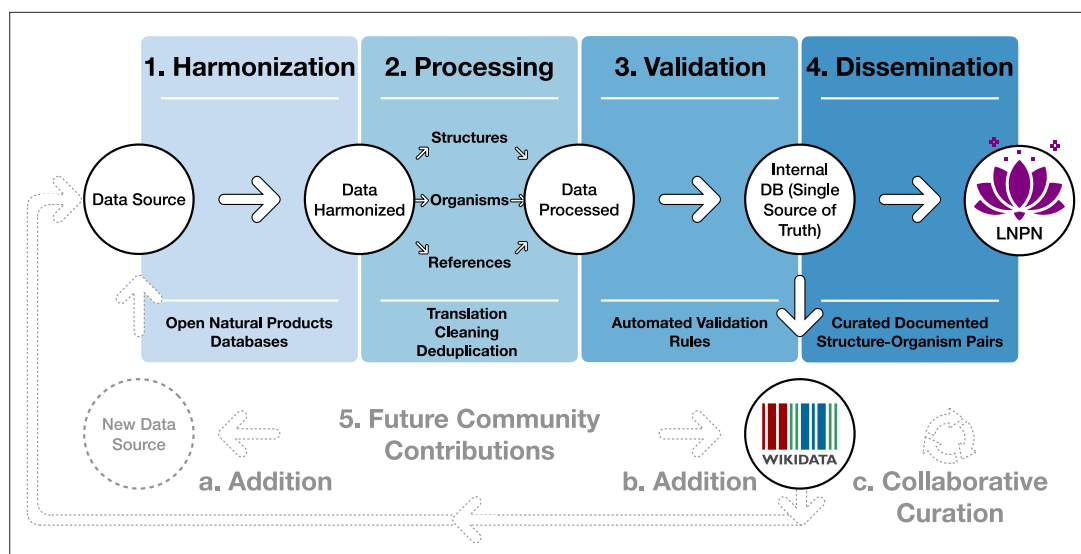 1. Harmonization
2. Processing
3. Validation
4. Dissemination
Data Source
Data
Harmonized
Structures
Organisms
References
Data
Processed
Internal
DB (Single
Source of
Truth)
LNPN
Open Natural Products
Databases
Translation
Cleaning
Deduplication
Automated Validation
Rules
Curated Documented
Structure-Organism Pairs
New Data
Source
5. Future Community
Contributions
WIKIDATA
a. Addition
b. Addition
c. Collaborative
Curation